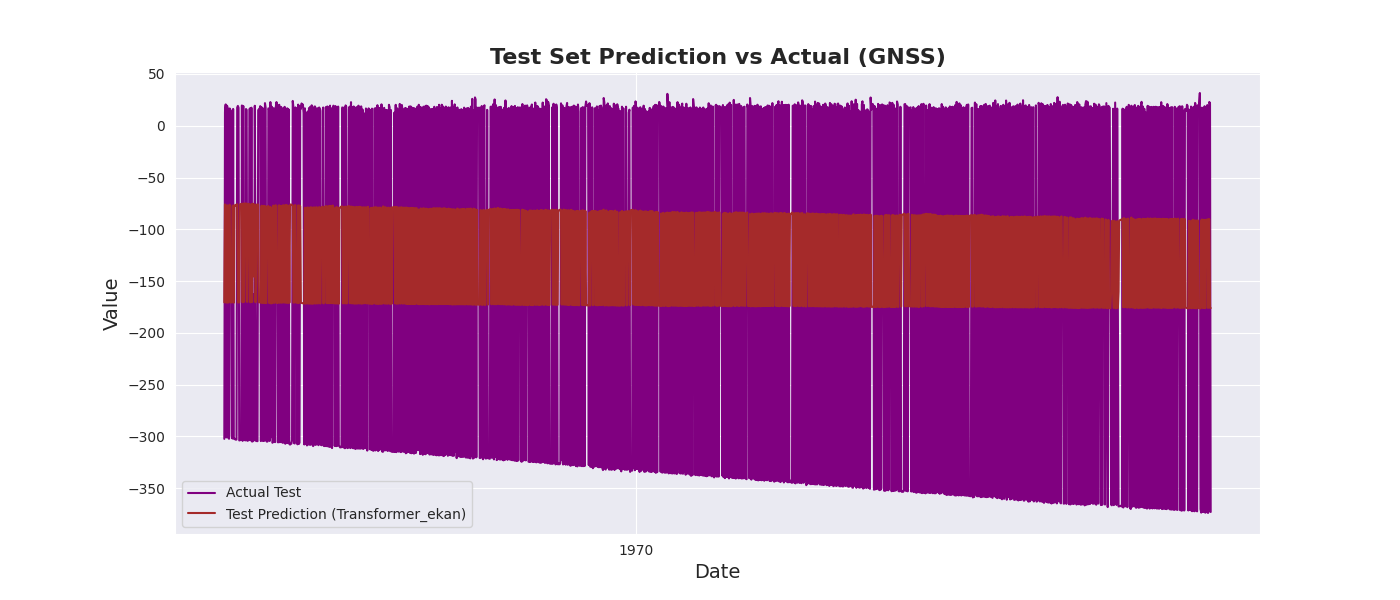 Test Set Prediction vs Actual (GNSS)
50
0
−50
−100
−150
−200
−250
−300
−350
Value
Actual Test
Test Prediction (Transformer_ekan)
1970
Date